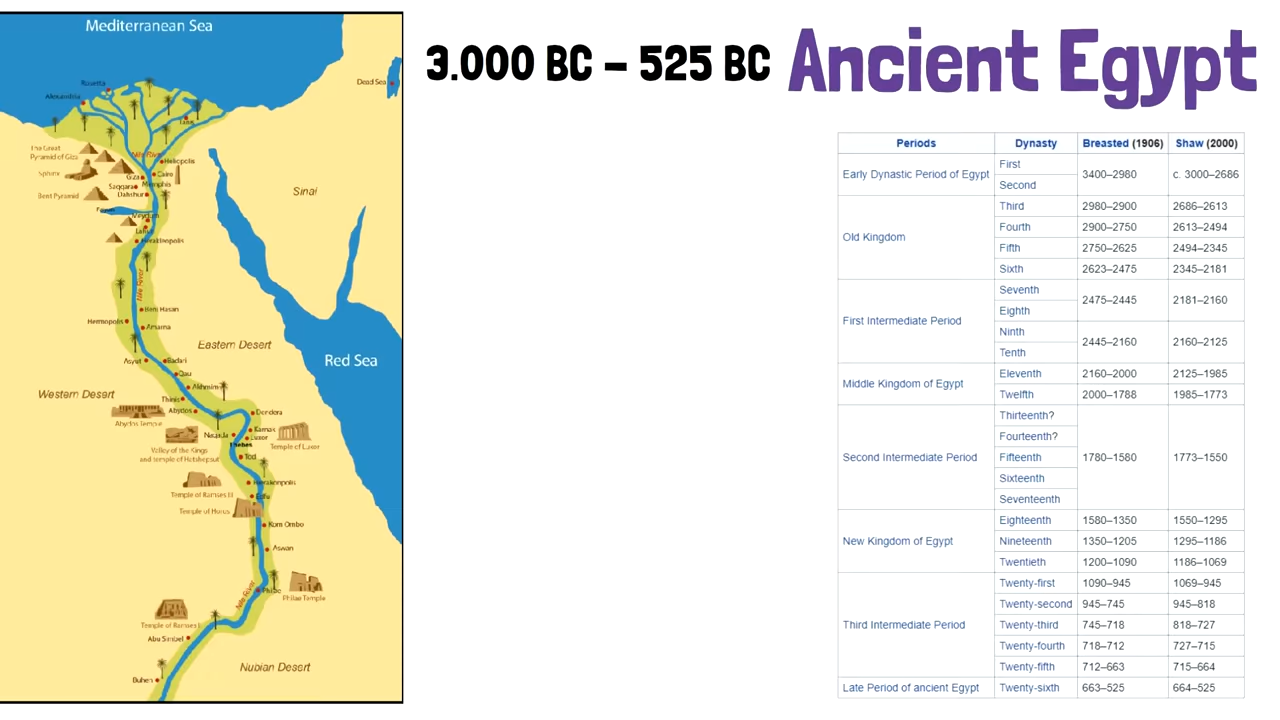 Mediterranean Sea
3.000 BC – 525 BC
Ancient Egypt
Rosetta
Alexandria
Dead Sea
Tanis
The Great
Pyramid of Giza
Nile River
Heliopolis
Sphinx
Giza
Cairo
Saqqara
Memphis
Bent Pyramid
Dahshur
Sinai
Meydum
Herakleopolis
Nile River
Beni Hasan
Hermopolis
Amarna
Eastern Desert
Red Sea
Asyut
Badari
Qau
Akhmim
Western Desert
Thinis
Abydos
Dendera
Abydos Temple
Karnak
Naqada
Luxor
Thebes
Temple of Luxor
Valley of the Kings
and temple of Hatshepsut
Tod
Hierakonpolis
Temple of Ramses III
Edfu
Temple of Horus
Kom Ombo
Aswan
Nile River
Philae
Philae Temple
Temple of Ramses
Abu Simbel
Nubian Desert
Buhen
Periods Dynasty Breasted (1906) Shaw (2000)
Early Dynastic Period of Egypt First 3400–2980 c. 3000–2686
Second
Old Kingdom Third 2980–2900 2686–2613
Fourth 2900–2750 2613–2494
Fifth 2750–2625 2494–2345
Sixth 2623–2475 2345–2181
First Intermediate Period Seventh 2475–2445 2181–2160
Eighth
Ninth 2445–2160 2160–2125
Tenth
Middle Kingdom of Egypt Eleventh 2160–2000 2125–1985
Twelfth 2000–1788 1985–1773
Second Intermediate Period Thirteenth? 1780–1580 1773–1550
Fourteenth?
Fifteenth
Sixteenth
Seventeenth
New Kingdom of Egypt Eighteenth 1580–1350 1550–1295
Nineteenth 1350–1205 1295–1186
Twentieth 1200–1090 1186–1069
Third Intermediate Period Twenty-first 1090–945 1069–945
Twenty-second 945–745 945–818
Twenty-third 745–718 818–727
Twenty-fourth 718–712 727–715
Twenty-fifth 712–663 715–664
Late Period of ancient Egypt Twenty-sixth 663–525 664–525